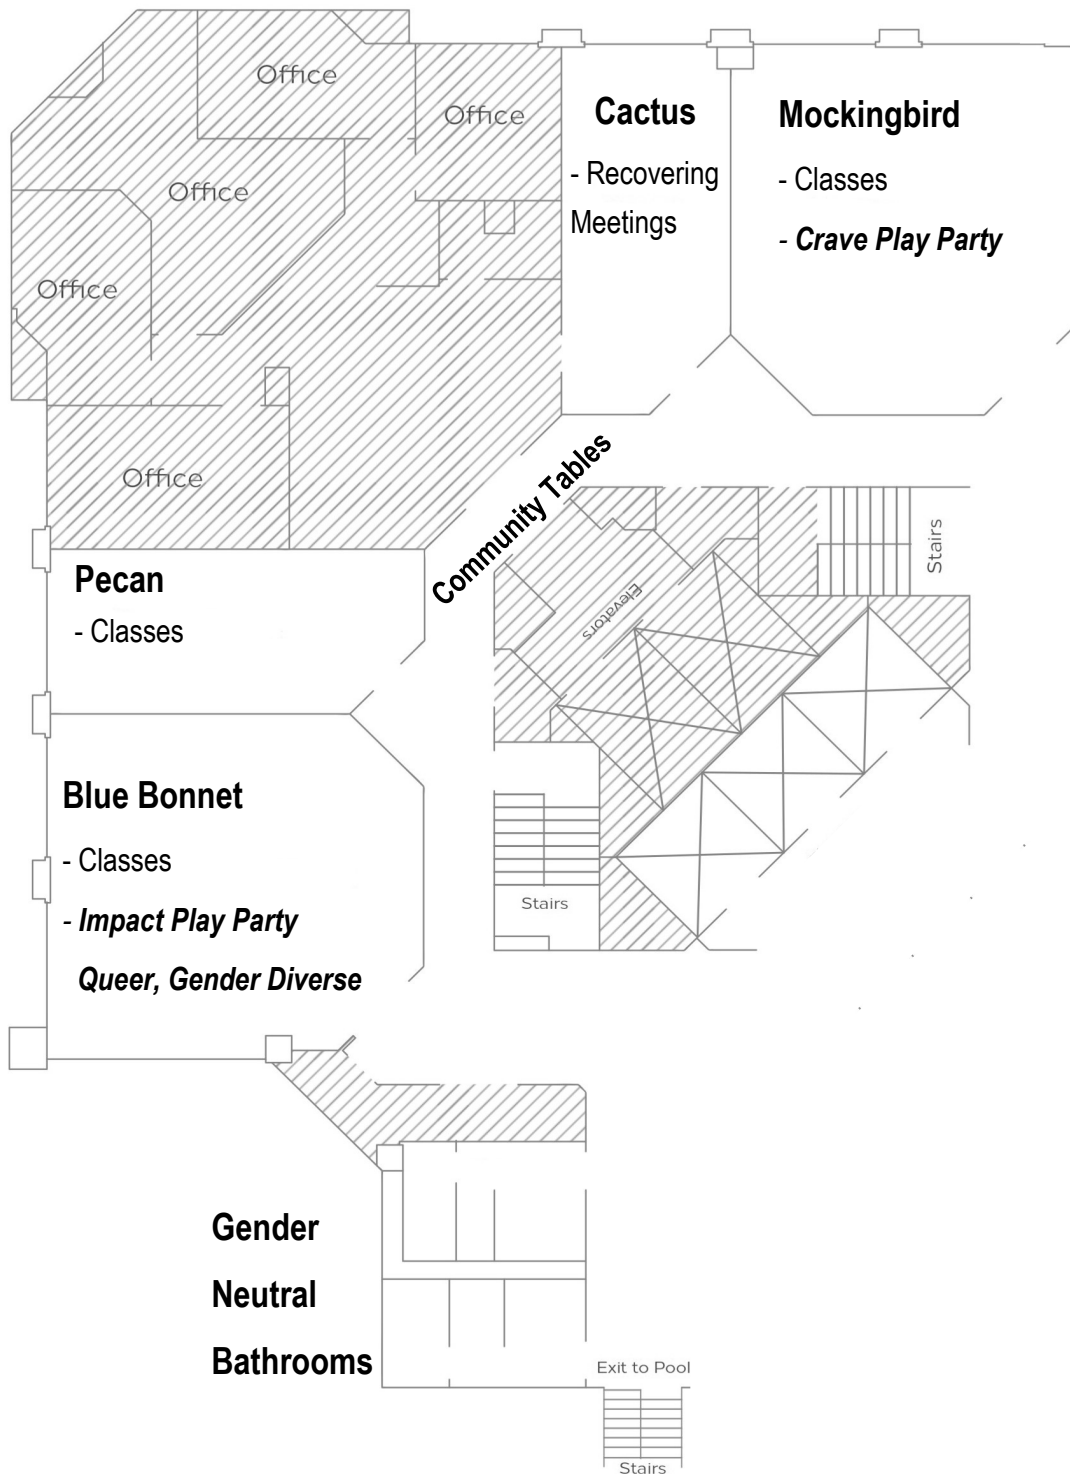 Office
Office
Office
Office
Office
Cactus
- Recovering
Meetings
Mockingbird
- Classes
- Crave Play Party
Community Tables
Elevators
Stairs
Pecan
- Classes
Blue Bonnet
- Classes
- Impact Play Party
Queer, Gender Diverse
Stairs
Gender
Neutral
Bathrooms
Exit to Pool
Stairs